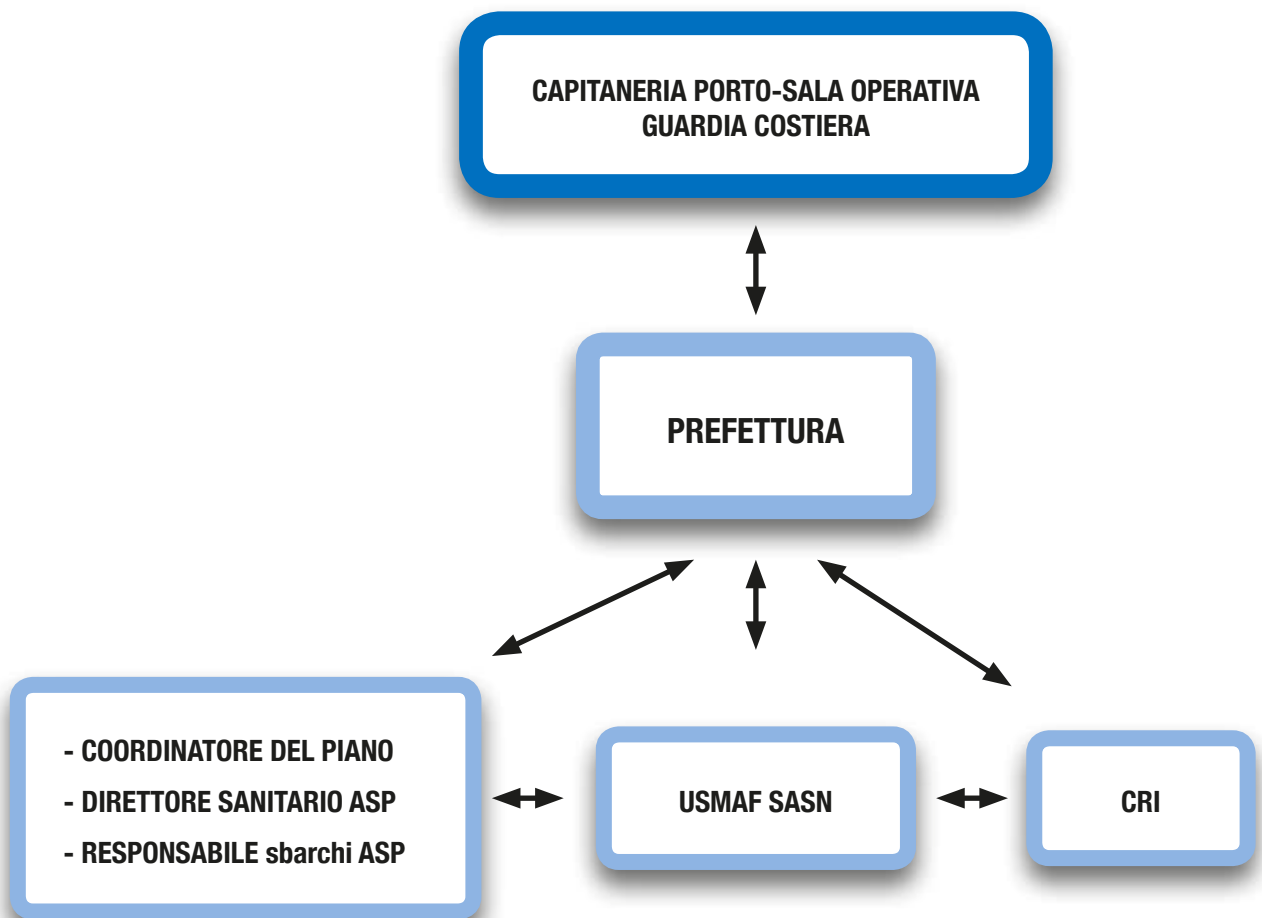 CAPITANERIA PORTO-SALA OPERATIVA
GUARDIA COSTIERA
PREFETTURA
- COORDINATORE DEL PIANO
- DIRETTORE SANITARIO ASP
- RESPONSABILE sbarchi ASP
USMAF SASN
CRI